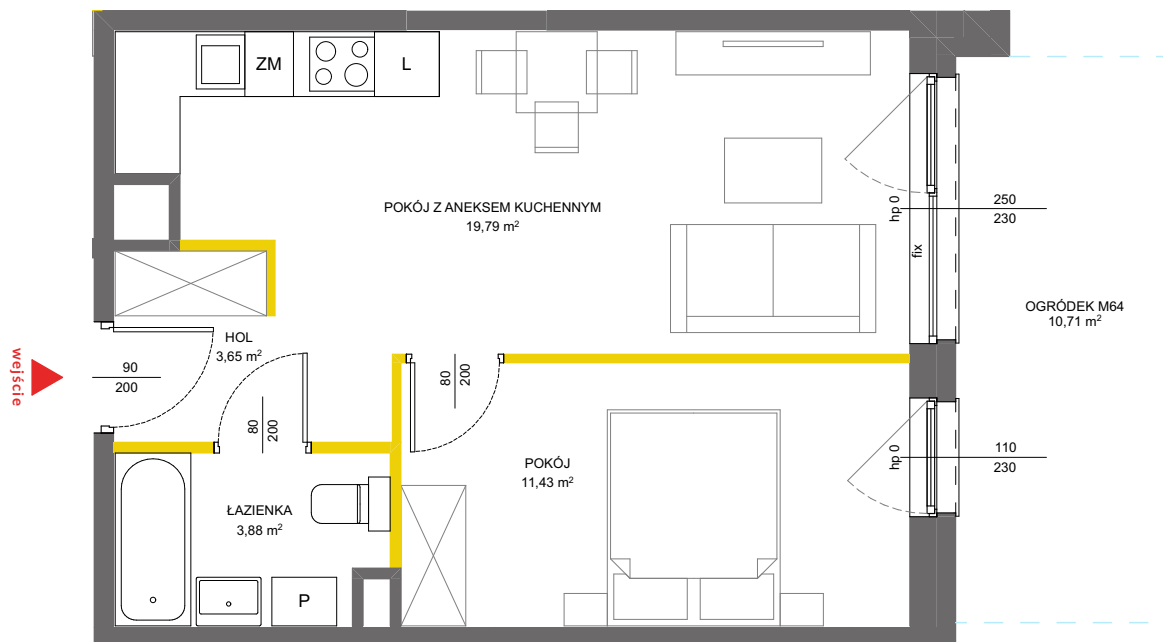 ZM
L
POKÓJ Z ANEKSEM KUCHENNYM
19,79 m²
hp 0
fix
250
230
OGRÓDEK M64
10,71 m²
HOL
3,65 m²
wejście
90
200
80
200
80
200
POKÓJ
11,43 m²
hp 0
110
230
ŁAZIENKA
3,88 m²
P